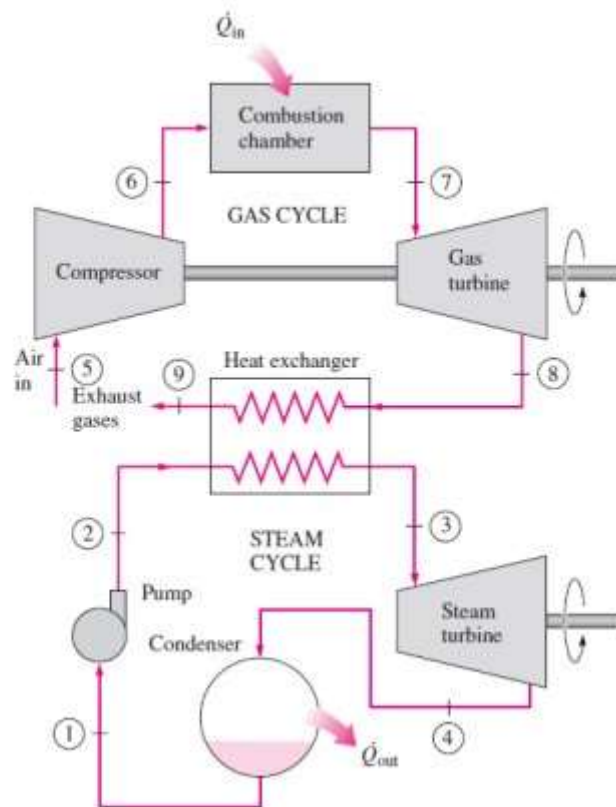 Q̇in
Combustion
chamber
6
7
GAS CYCLE
Compressor
Gas
turbine
Air
in
5
Heat exchanger
9
8
Exhaust
gases
2
3
STEAM
CYCLE
Pump
Steam
turbine
Condenser
1
4
Q̇out